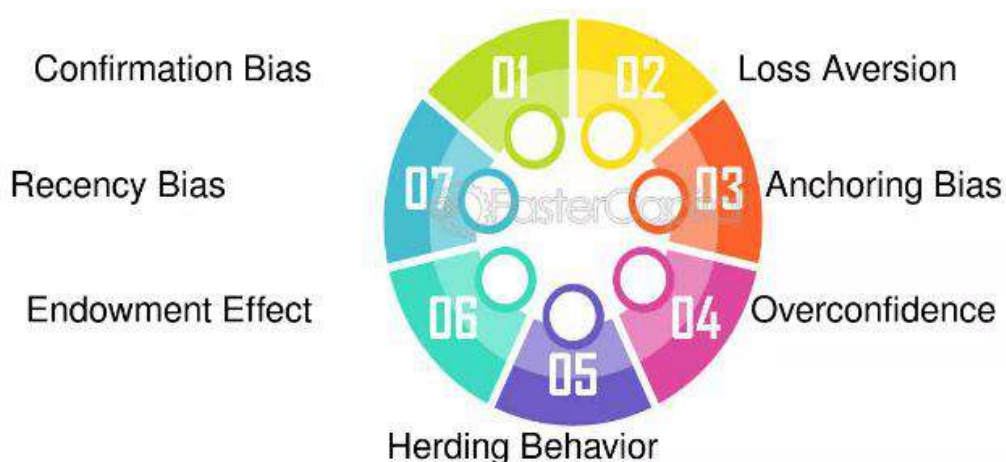 Confirmation Bias
01
02
Loss Aversion
Recency Bias
07
03
Anchoring Bias
Endowment Effect
06
04
Overconfidence
05
Herding Behavior